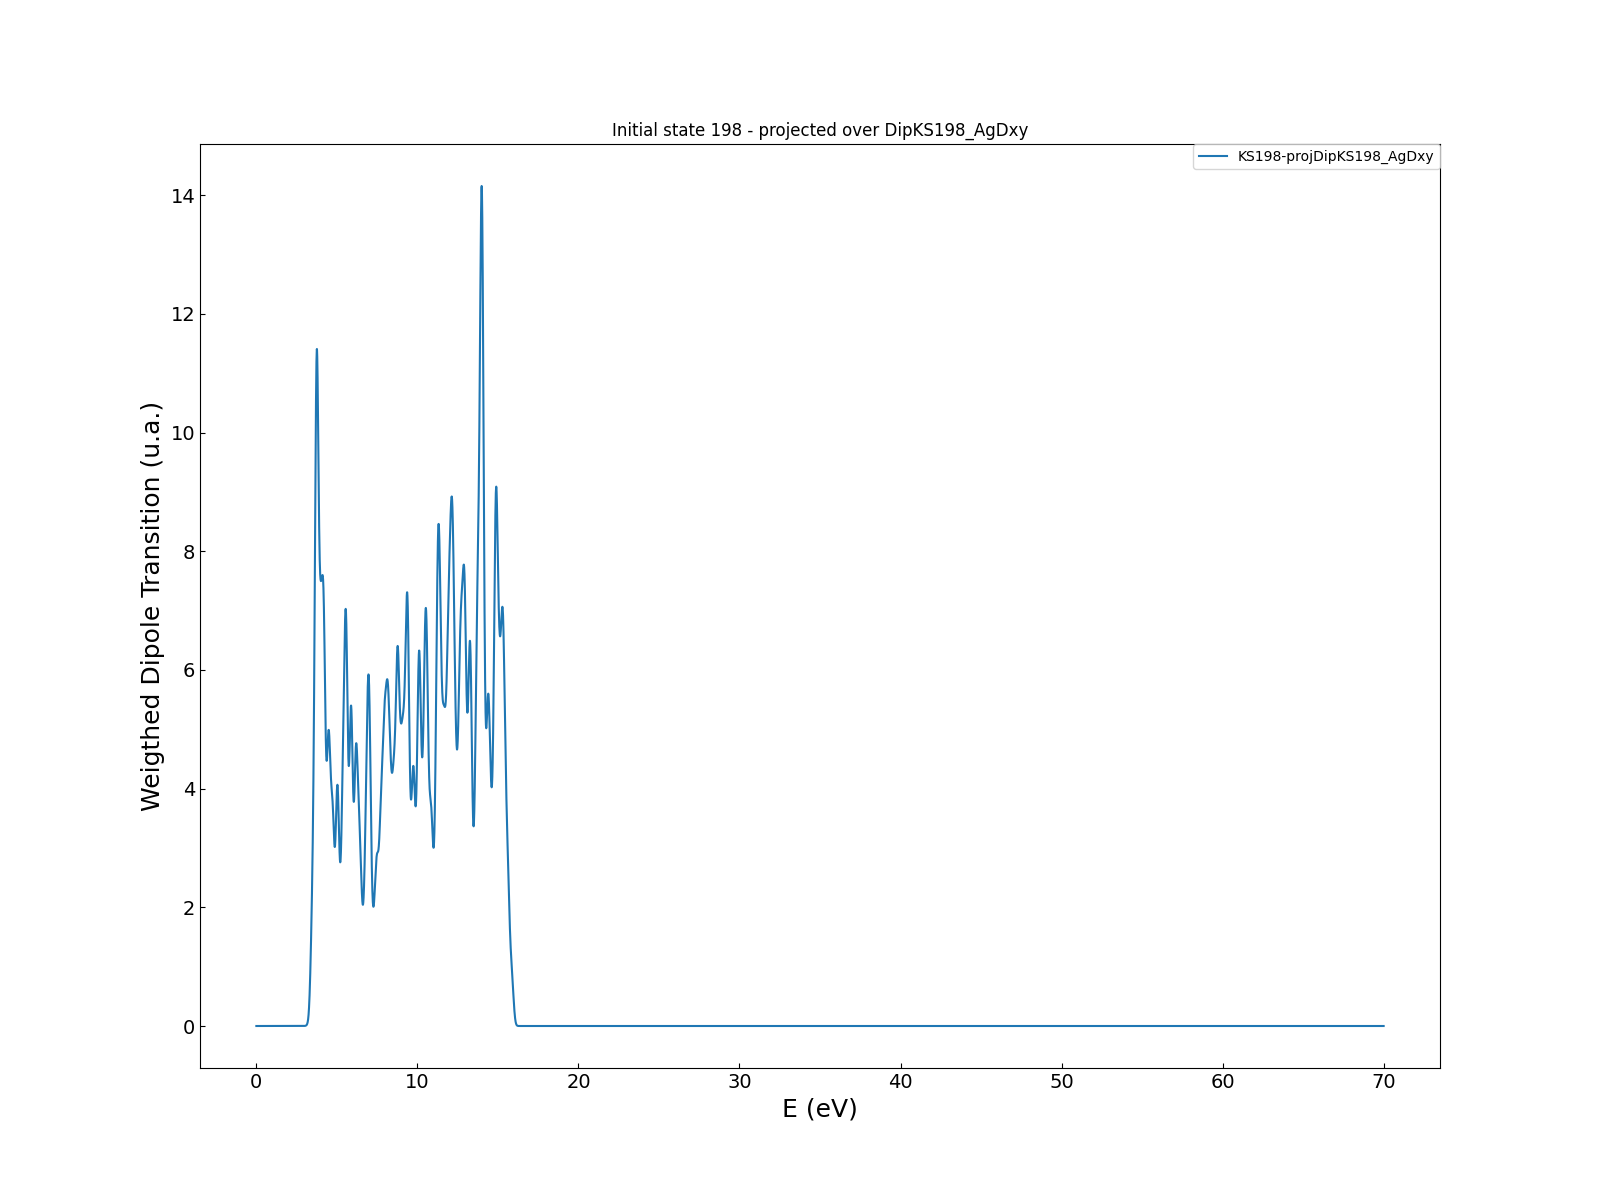 Initial state 198 - projected over DipKS198_AgDxy
KS198-projDipKS198_AgDxy
14
12
10
8
6
4
2
0
Weigthed Dipole Transition (u.a.)
0 10 20 30 40 50 60 70
E (eV)